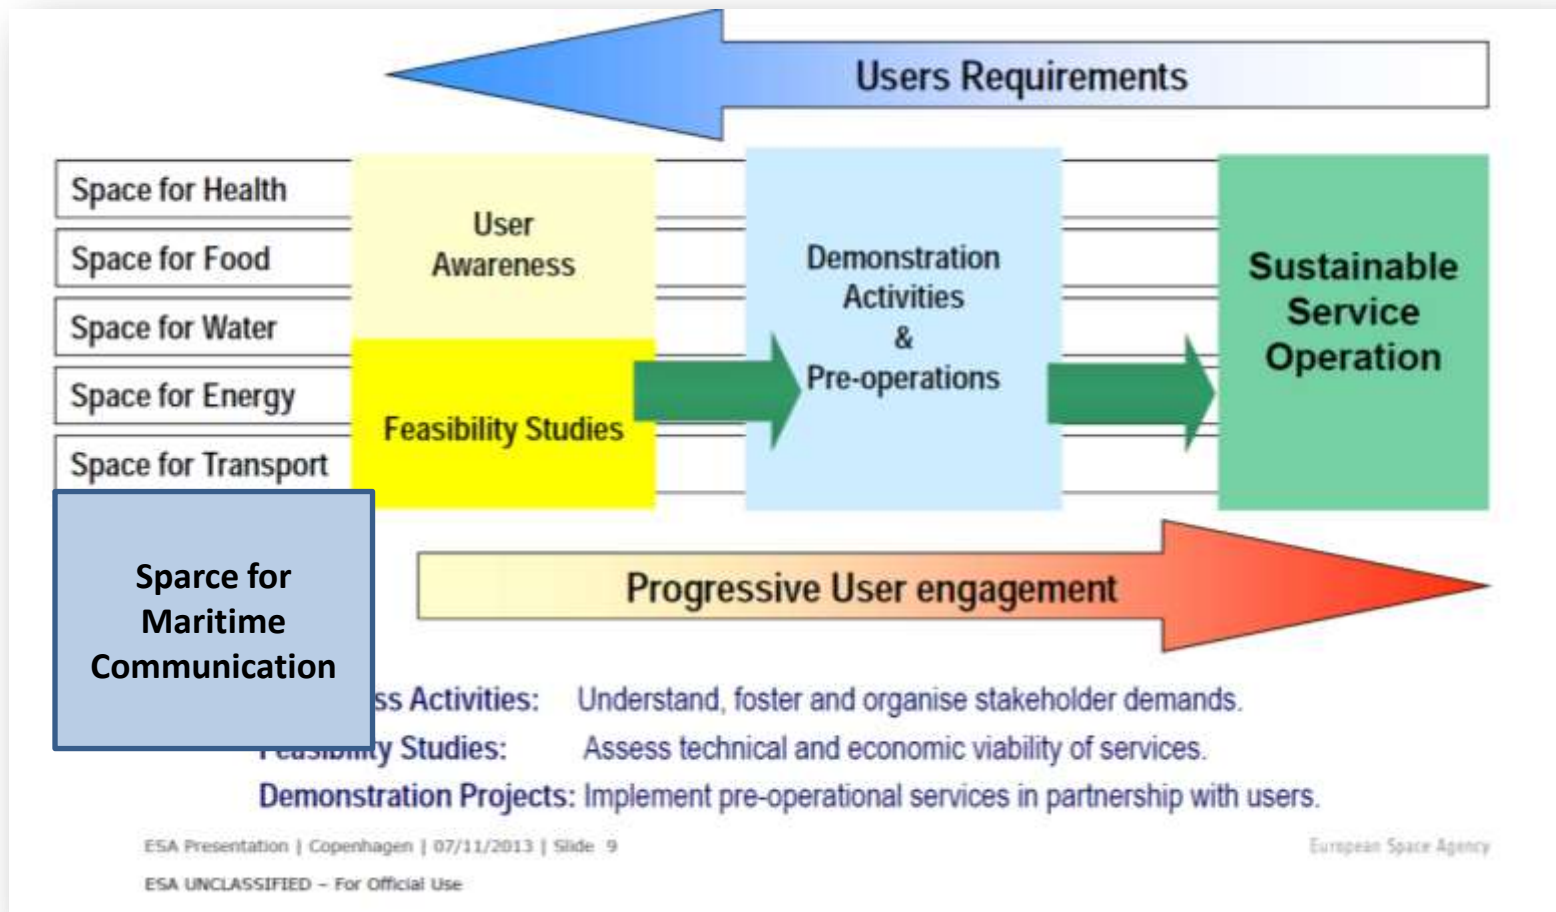 Users Requirements
Space for Health
Space for Food
Space for Water
Space for Energy
Space for Transport
User
Awareness
Feasibility Studies
Demonstration
Activities
&
Pre-operations
Sustainable
Service
Operation
Sparce for
Maritime
Communication
Progressive User engagement
ss Activities: Understand, foster and organise stakeholder demands.
Feasibility Studies: Assess technical and economic viability of services.
Demonstration Projects: Implement pre-operational services in partnership with users.
ESA Presentation | Copenhagen | 07/11/2013 | Slide 9
European Space Agency
ESA UNCLASSIFIED – For Official Use